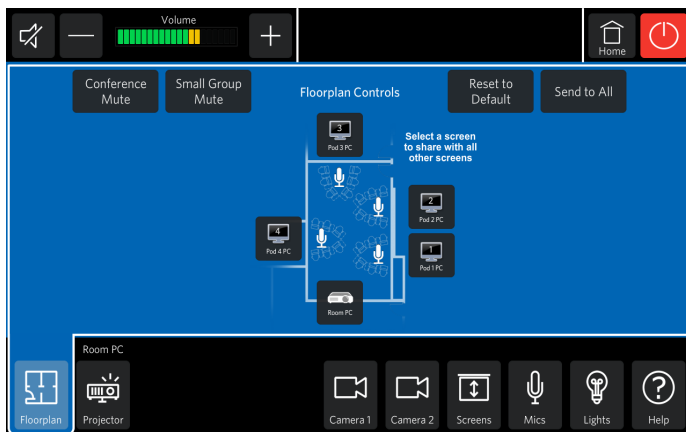 Volume
Home
Conference
Mute
Small Group
Mute
Floorplan Controls
Reset to
Default
Send to All
3
Pod 3 PC
Select a screen
to share with all
other screens
2
Pod 2 PC
4
Pod 4 PC
1
Pod 1 PC
Room PC
Room PC
Floorplan
Projector
Camera 1
Camera 2
Screens
Mics
Lights
Help